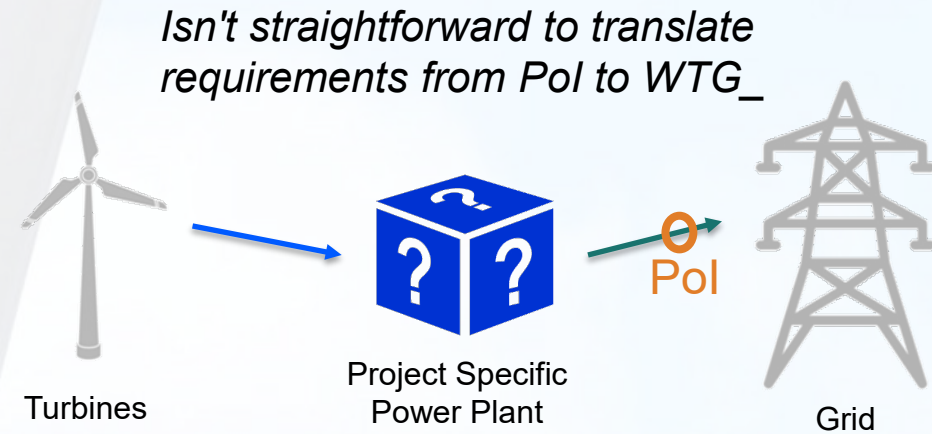 Isn't straightforward to translate
requirements from PoI to WTG_
?
?
?
PoI
Turbines
Project Specific
Power Plant
Grid